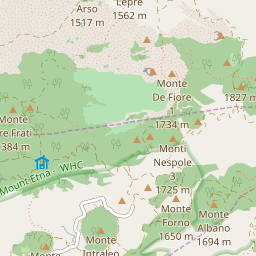 Arso
1517 m
Lepre
1562 m
Monte
De Fiore
1734 m
1827 m
Monte
re Frati
384 m
Mount Etna - WHC
Monti
Nespole
3
1725 m
Monte
Forno
1650 m
Monte
Albano
1694 m
Monte
Intraleo